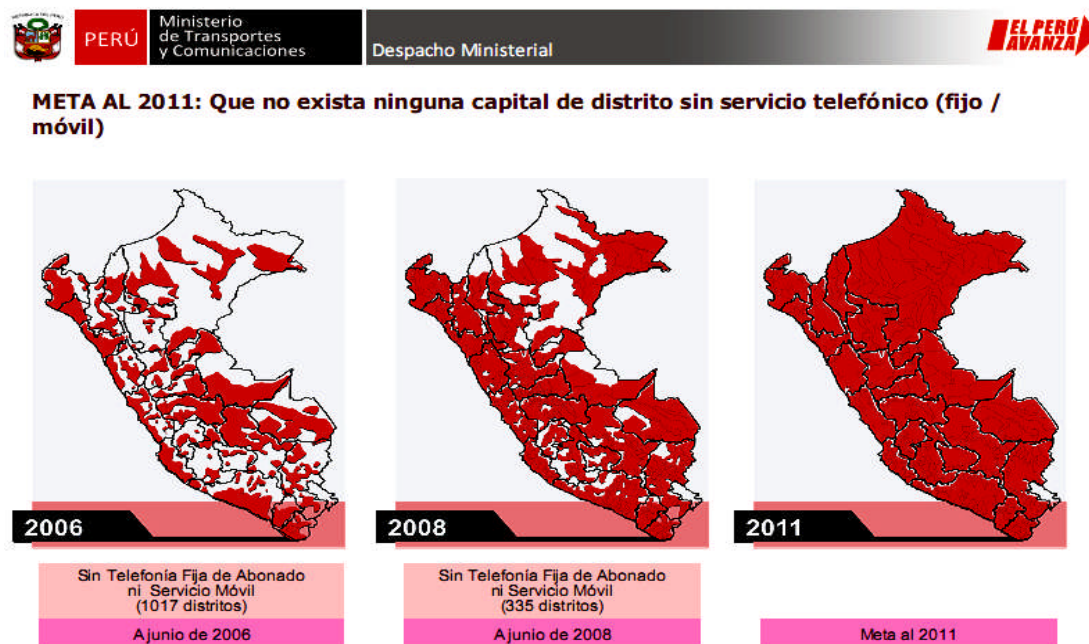 PERÚ
Ministerio
de Transportes
y Comunicaciones
Despacho Ministerial
EL PERÚ
AVANZA
META AL 2011: Que no exista ninguna capital de distrito sin servicio telefónico (fijo /
móvil)
2006
2008
2011
Sin Telefonía Fija de Abonado
ni Servicio Móvil
(1017 distritos)
A junio de 2006
Sin Telefonía Fija de Abonado
ni Servicio Móvil
(335 distritos)
A junio de 2008
Meta al 2011